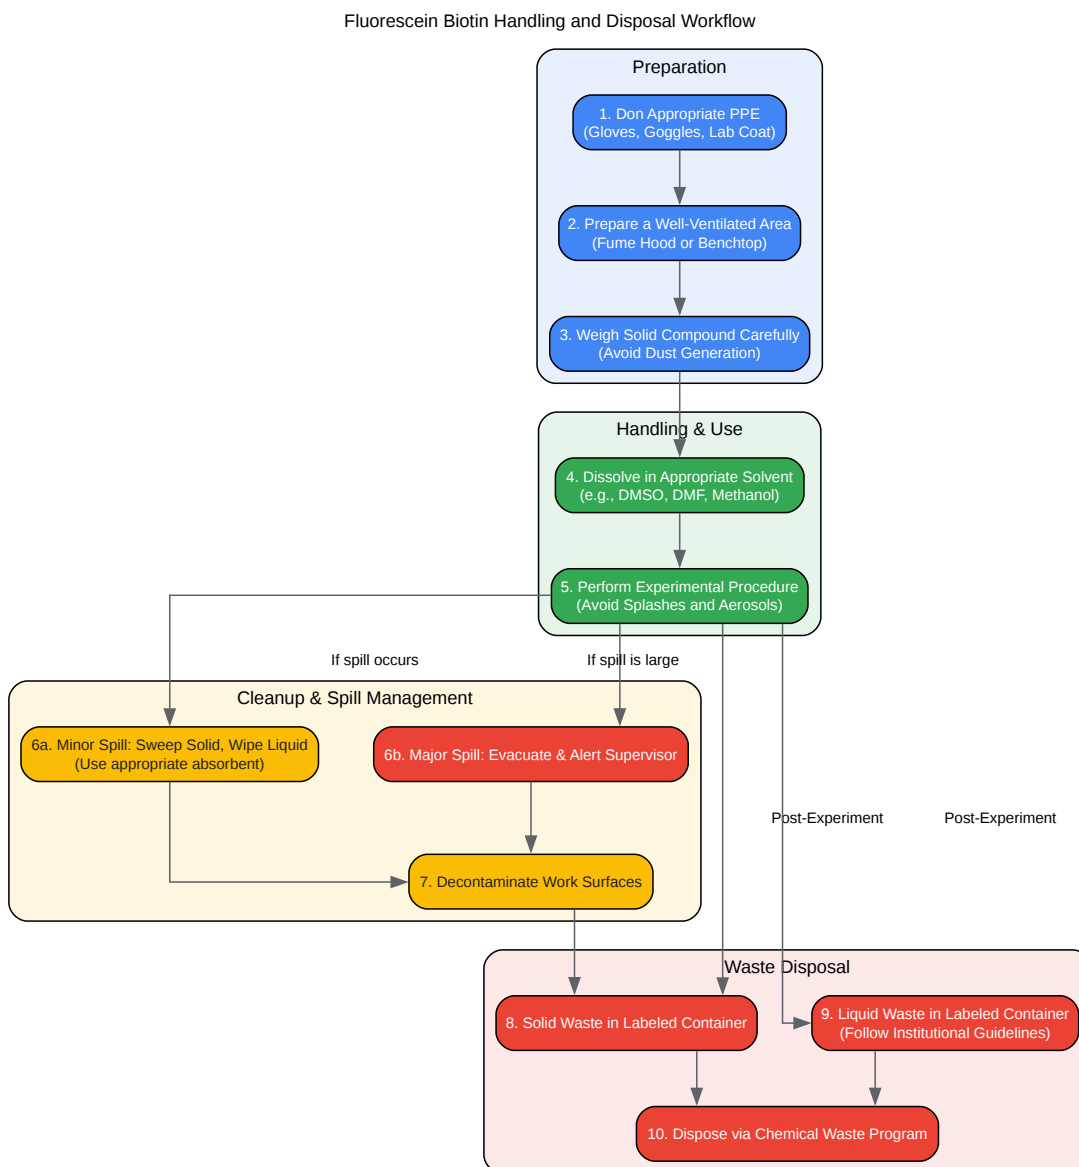 Fluorescein Biotin Handling and Disposal Workflow
Preparation
1. Don Appropriate PPE
(Gloves, Goggles, Lab Coat)
2. Prepare a Well-Ventilated Area
(Fume Hood or Benchtop)
3. Weigh Solid Compound Carefully
(Avoid Dust Generation)
Handling & Use
4. Dissolve in Appropriate Solvent
(e.g., DMSO, DMF, Methanol)
5. Perform Experimental Procedure
(Avoid Splashes and Aerosols)
If spill occurs
If spill is large
Cleanup & Spill Management
6a. Minor Spill: Sweep Solid, Wipe Liquid
(Use appropriate absorbent)
6b. Major Spill: Evacuate & Alert Supervisor
Post-Experiment
Post-Experiment
7. Decontaminate Work Surfaces
Waste Disposal
8. Solid Waste in Labeled Container
9. Liquid Waste in Labeled Container
(Follow Institutional Guidelines)
10. Dispose via Chemical Waste Program